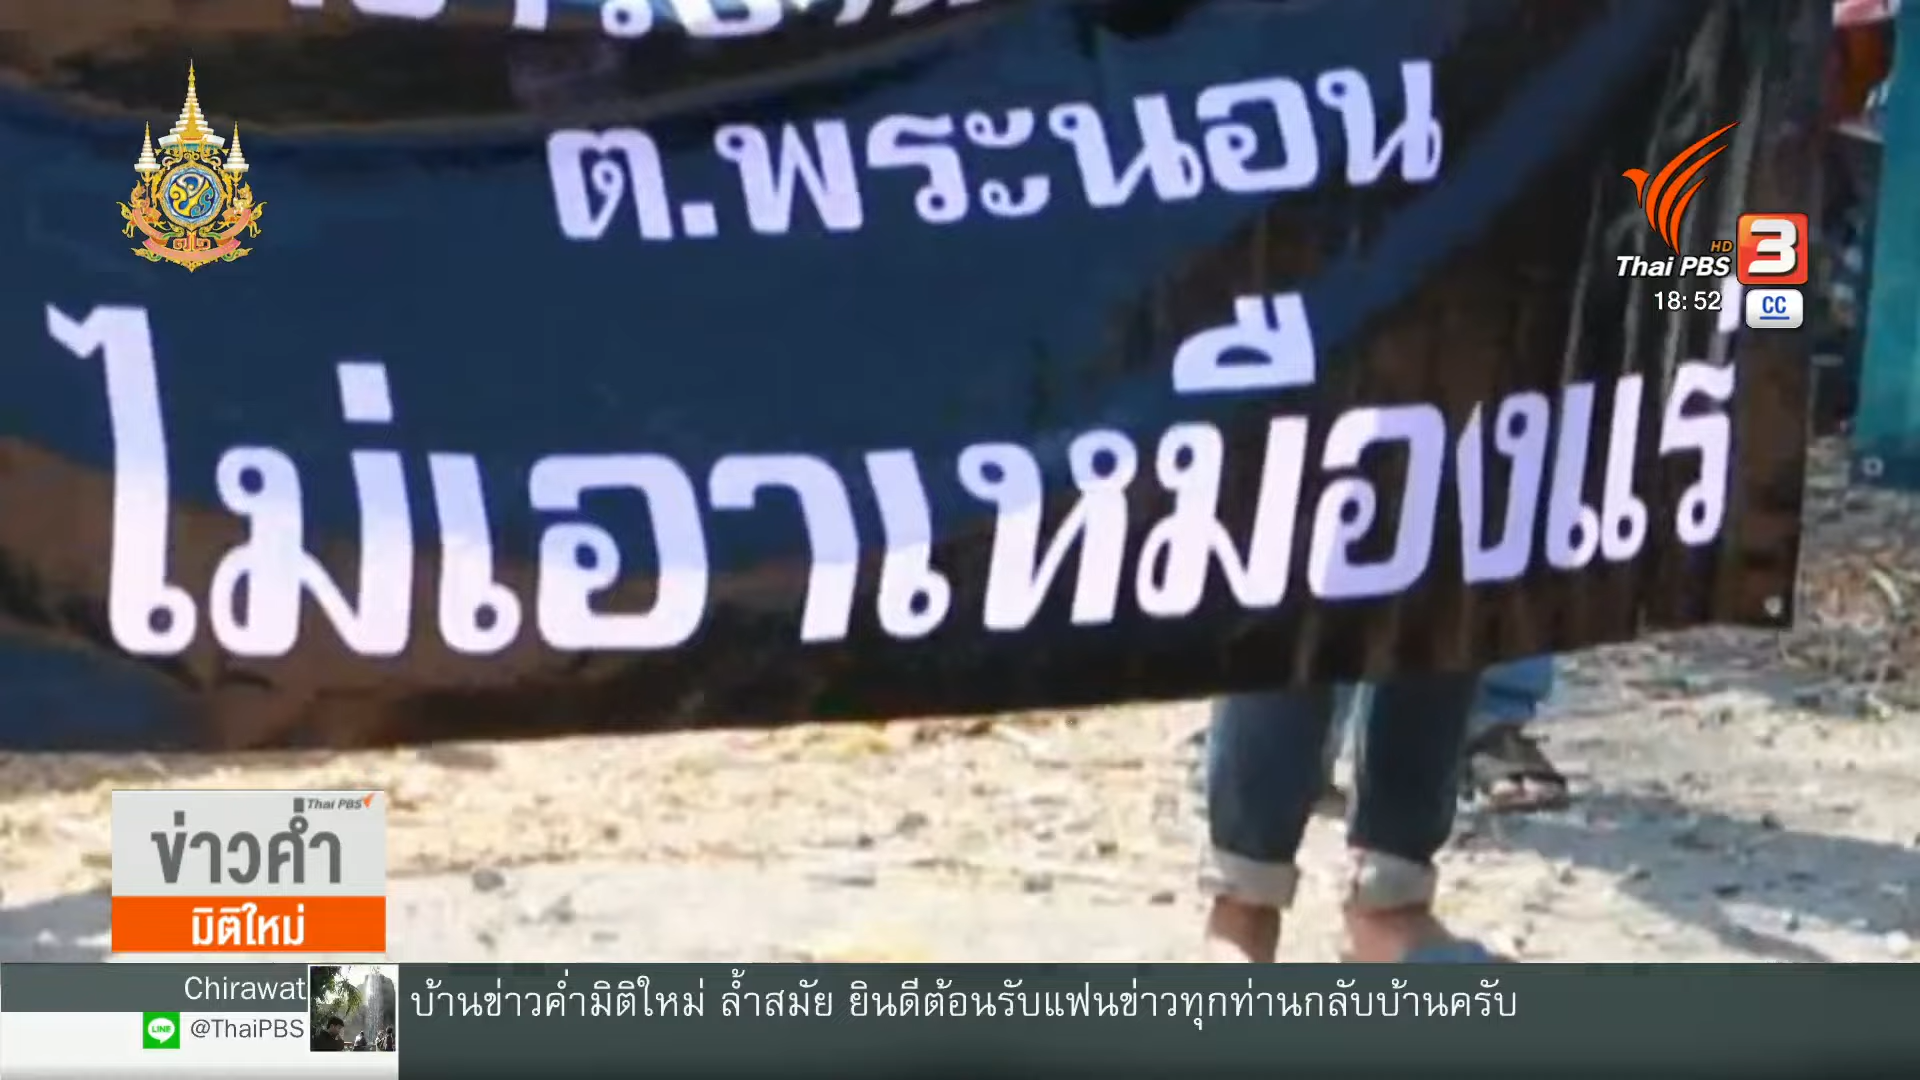 ต.พระนอน
ไม่เอาเหมืองแร่
Thai PBS HD 3
18:52 CC
Thai PBS
ข่าวค่ำ
มิติใหม่
Chirawat
LINE @ThaiPBS
บ้านข่าวค่ำมิติใหม่ ล้ำสมัย ยินดีต้อนรับแฟนข่าวทุกท่านกลับบ้านครับ